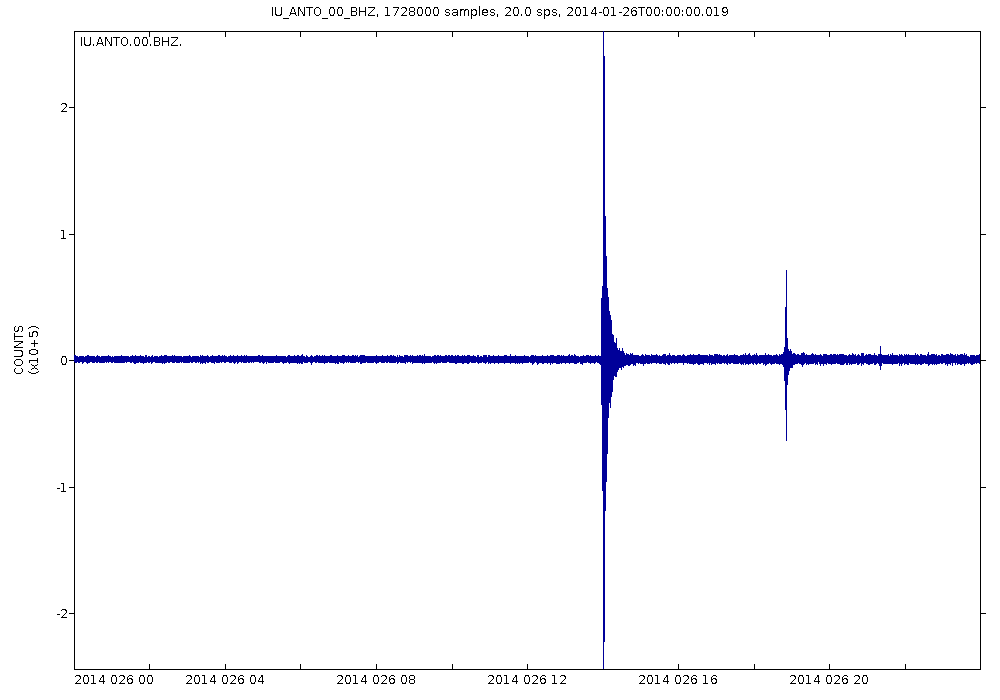 IU_ANTO_00_BHZ, 1728000 samples, 20.0 sps, 2014-01-26T00:00:00.019
IU.ANTO.00.BHZ.
COUNTS
(x10+5)
2
1
0
-1
-2
2014 026 00
2014 026 04
2014 026 08
2014 026 12
2014 026 16
2014 026 20